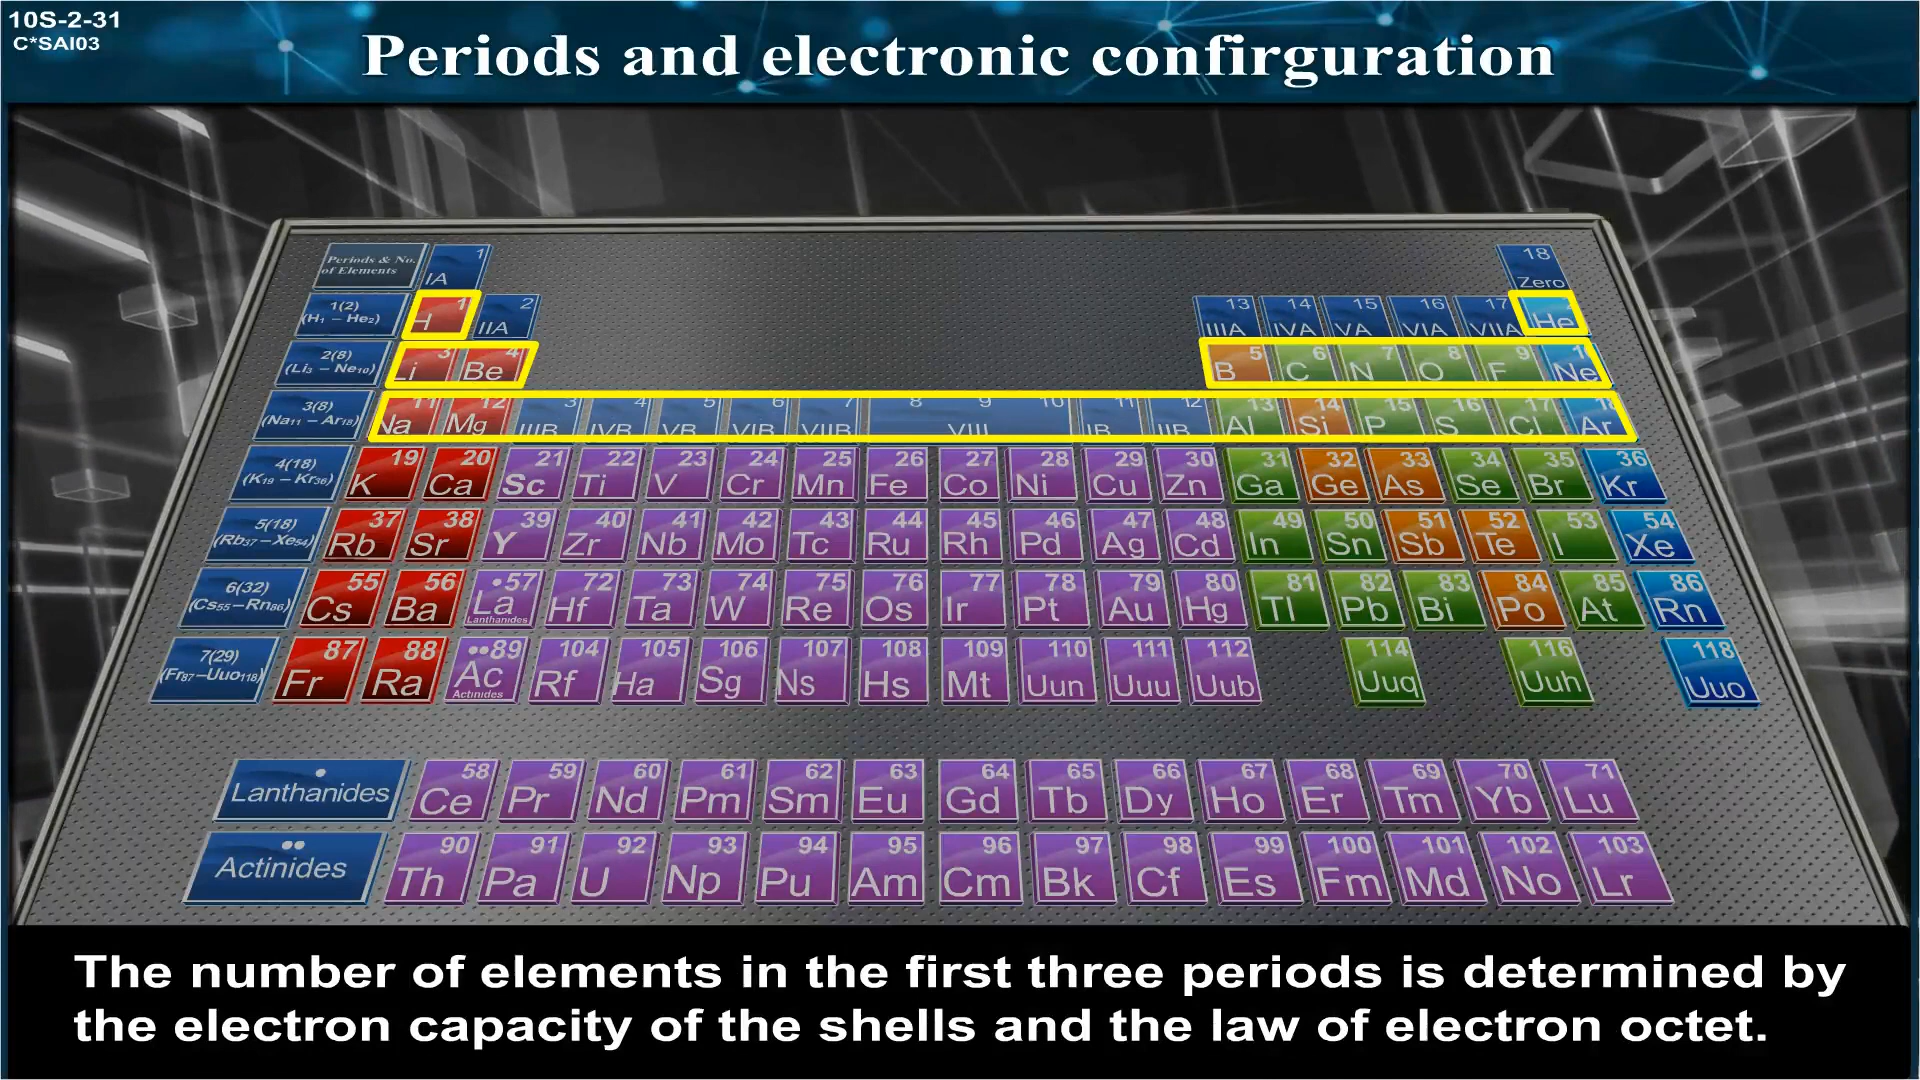 10S-2-31
C*SAI03
Periods and electronic confirguration
Periods & No. of Elements
1 IA
18 Zero
1(2) (H1 – He2)
1 H
2 IIA
13 IIIA 14 IVA 15 VA 16 VIA 17 VIIA
He
2(8) (Li3 – Ne10)
3 Li 4 Be
5 B 6 C 7 N 8 O 9 F 1 Ne
3(8) (Na11 – Ar18)
11 Na 12 Mg 3 IIIB 4 IVB 5 VB 6 VIB 7 VIIB 8 9 10 VIII 11 IB 12 IIB 13 Al 14 Si 15 P 16 S 17 Cl 18 Ar
4(18) (K19 – Kr36)
19 K 20 Ca 21 Sc 22 Ti 23 V 24 Cr 25 Mn 26 Fe 27 Co 28 Ni 29 Cu 30 Zn 31 Ga 32 Ge 33 As 34 Se 35 Br 36 Kr
5(18) (Rb37 – Xe54)
37 Rb 38 Sr 39 Y 40 Zr 41 Nb 42 Mo 43 Tc 44 Ru 45 Rh 46 Pd 47 Ag 48 Cd 49 In 50 Sn 51 Sb 52 Te 53 I 54 Xe
6(32) (Cs55–Rn86)
55 Cs 56 Ba •57 La Lanthanides 72 Hf 73 Ta 74 W 75 Re 76 Os 77 Ir 78 Pt 79 Au 80 Hg 81 Tl 82 Pb 83 Bi 84 Po 85 At 86 Rn
7(29) (Fr87–Uuo118)
87 Fr 88 Ra ••89 Ac Actinides 104 Rf 105 Ha 106 Sg 107 Ns 108 Hs 109 Mt 110 Uun 111 Uuu 112 Uub 114 Uuq 116 Uuh 118 Uuo
• Lanthanides
58 Ce 59 Pr 60 Nd 61 Pm 62 Sm 63 Eu 64 Gd 65 Tb 66 Dy 67 Ho 68 Er 69 Tm 70 Yb 71 Lu
•• Actinides
90 Th 91 Pa 92 U 93 Np 94 Pu 95 Am 96 Cm 97 Bk 98 Cf 99 Es 100 Fm 101 Md 102 No 103 Lr
The number of elements in the first three periods is determined by
the electron capacity of the shells and the law of electron octet.